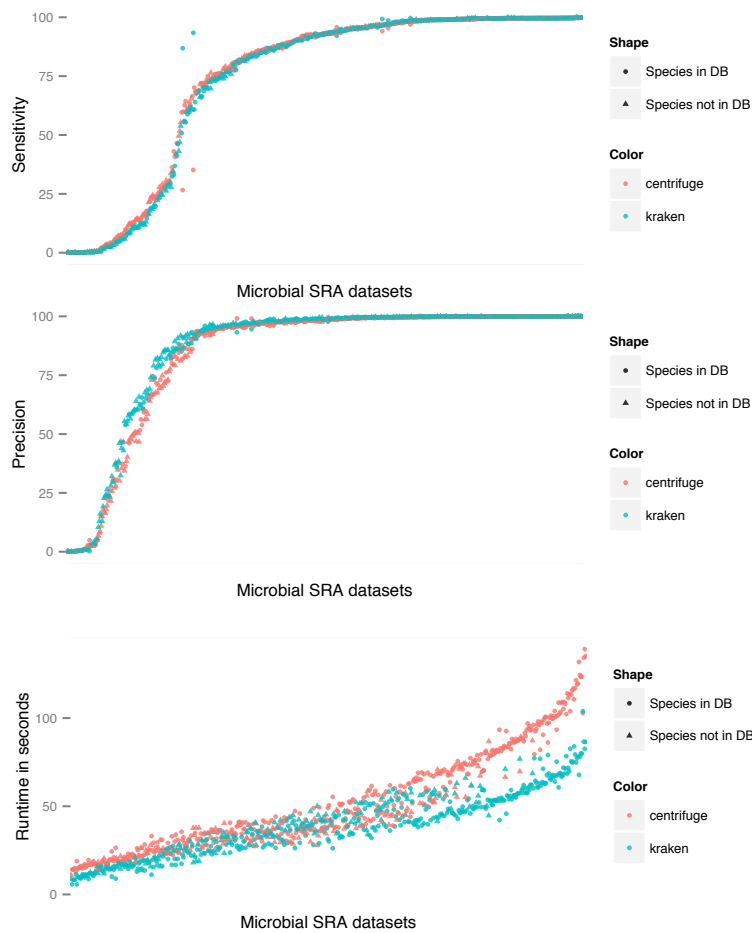 100
75
50
25
0
Sensitivity
Microbial SRA datasets
Shape
Species in DB
Species not in DB
Color
centrifuge
kraken
100
75
50
25
0
Precision
Microbial SRA datasets
Shape
Species in DB
Species not in DB
Color
centrifuge
kraken
100
50
0
Runtime in seconds
Microbial SRA datasets
Shape
Species in DB
Species not in DB
Color
centrifuge
kraken